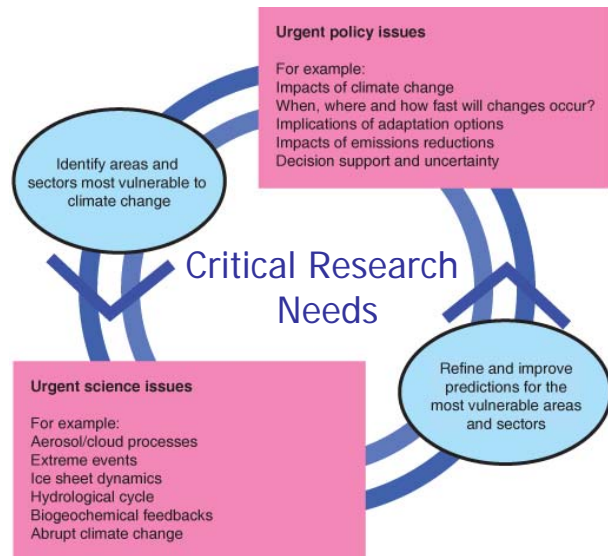 Urgent policy issues
For example:
Impacts of climate change
When, where and how fast will changes occur?
Implications of adaptation options
Impacts of emissions reductions
Decision support and uncertainty
Identify areas and
sectors most vulnerable to
climate change
Critical Research
Needs
Refine and improve
predictions for the
most vulnerable areas
and sectors
Urgent science issues
For example:
Aerosol/cloud processes
Extreme events
Ice sheet dynamics
Hydrological cycle
Biogeochemical feedbacks
Abrupt climate change